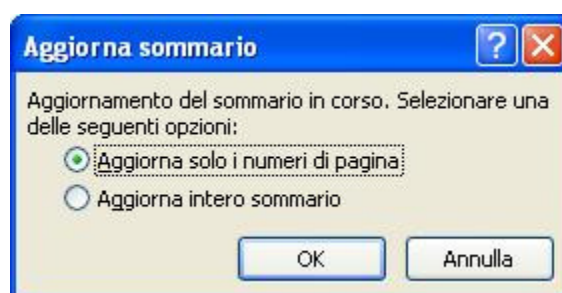 Aggiorna sommario
Aggiornamento del sommario in corso. Selezionare una
delle seguenti opzioni:
Aggiorna solo i numeri di pagina
Aggiorna intero sommario
OK Annulla